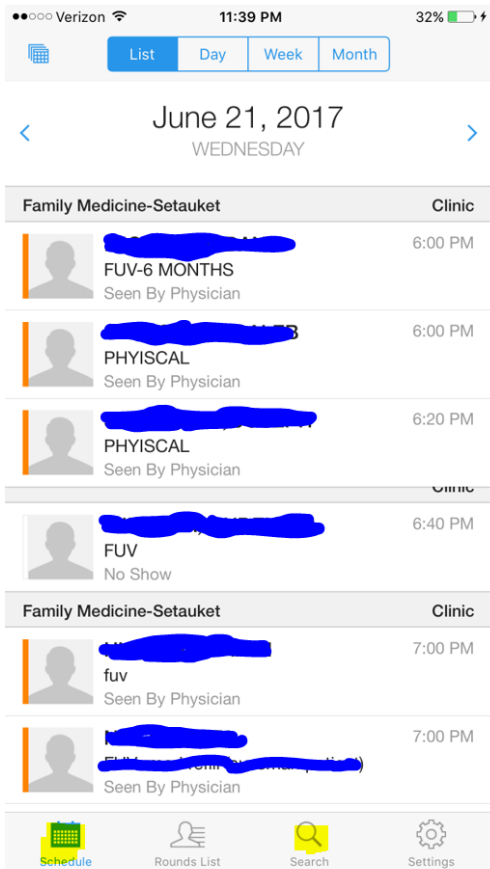 Verizon 11:39 PM 32%
List Day Week Month
June 21, 2017
WEDNESDAY
Family Medicine-Setauket Clinic
6:00 PM
FUV-6 MONTHS
Seen By Physician
6:00 PM
PHYISCAL
Seen By Physician
6:20 PM
PHYISCAL
Seen By Physician
Clinic
6:40 PM
FUV
No Show
Family Medicine-Setauket Clinic
7:00 PM
fuv
Seen By Physician
7:00 PM
Seen By Physician
Schedule Rounds List Search Settings